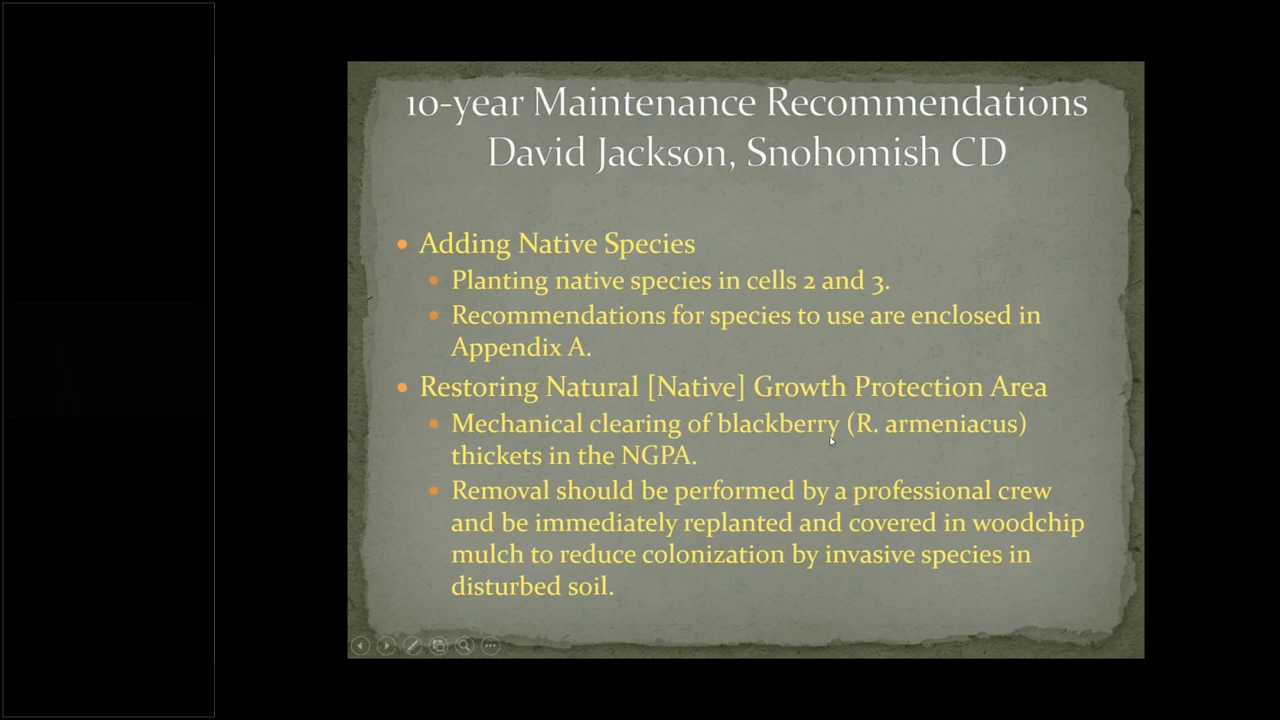 10-year Maintenance Recommendations
David Jackson, Snohomish CD
• Adding Native Species
• Planting native species in cells 2 and 3.
• Recommendations for species to use are enclosed in
Appendix A.
• Restoring Natural [Native] Growth Protection Area
• Mechanical clearing of blackberry (R. armeniacus)
thickets in the NGPA.
• Removal should be performed by a professional crew
and be immediately replanted and covered in woodchip
mulch to reduce colonization by invasive species in
disturbed soil.